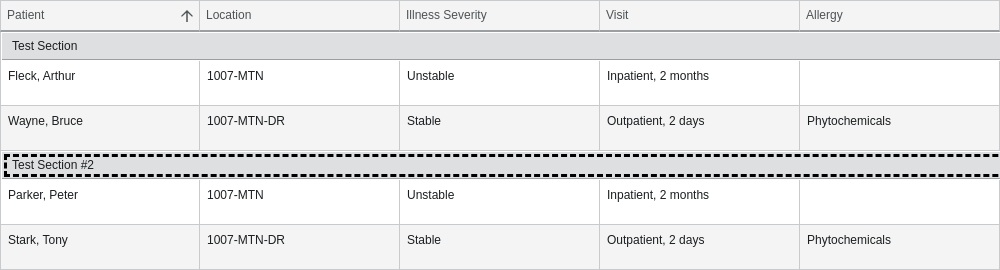 Patient Location Illness Severity Visit Allergy
Test Section
Fleck, Arthur 1007-MTN Unstable Inpatient, 2 months
Wayne, Bruce 1007-MTN-DR Stable Outpatient, 2 days Phytochemicals
Test Section #2
Parker, Peter 1007-MTN Unstable Inpatient, 2 months
Stark, Tony 1007-MTN-DR Stable Outpatient, 2 days Phytochemicals